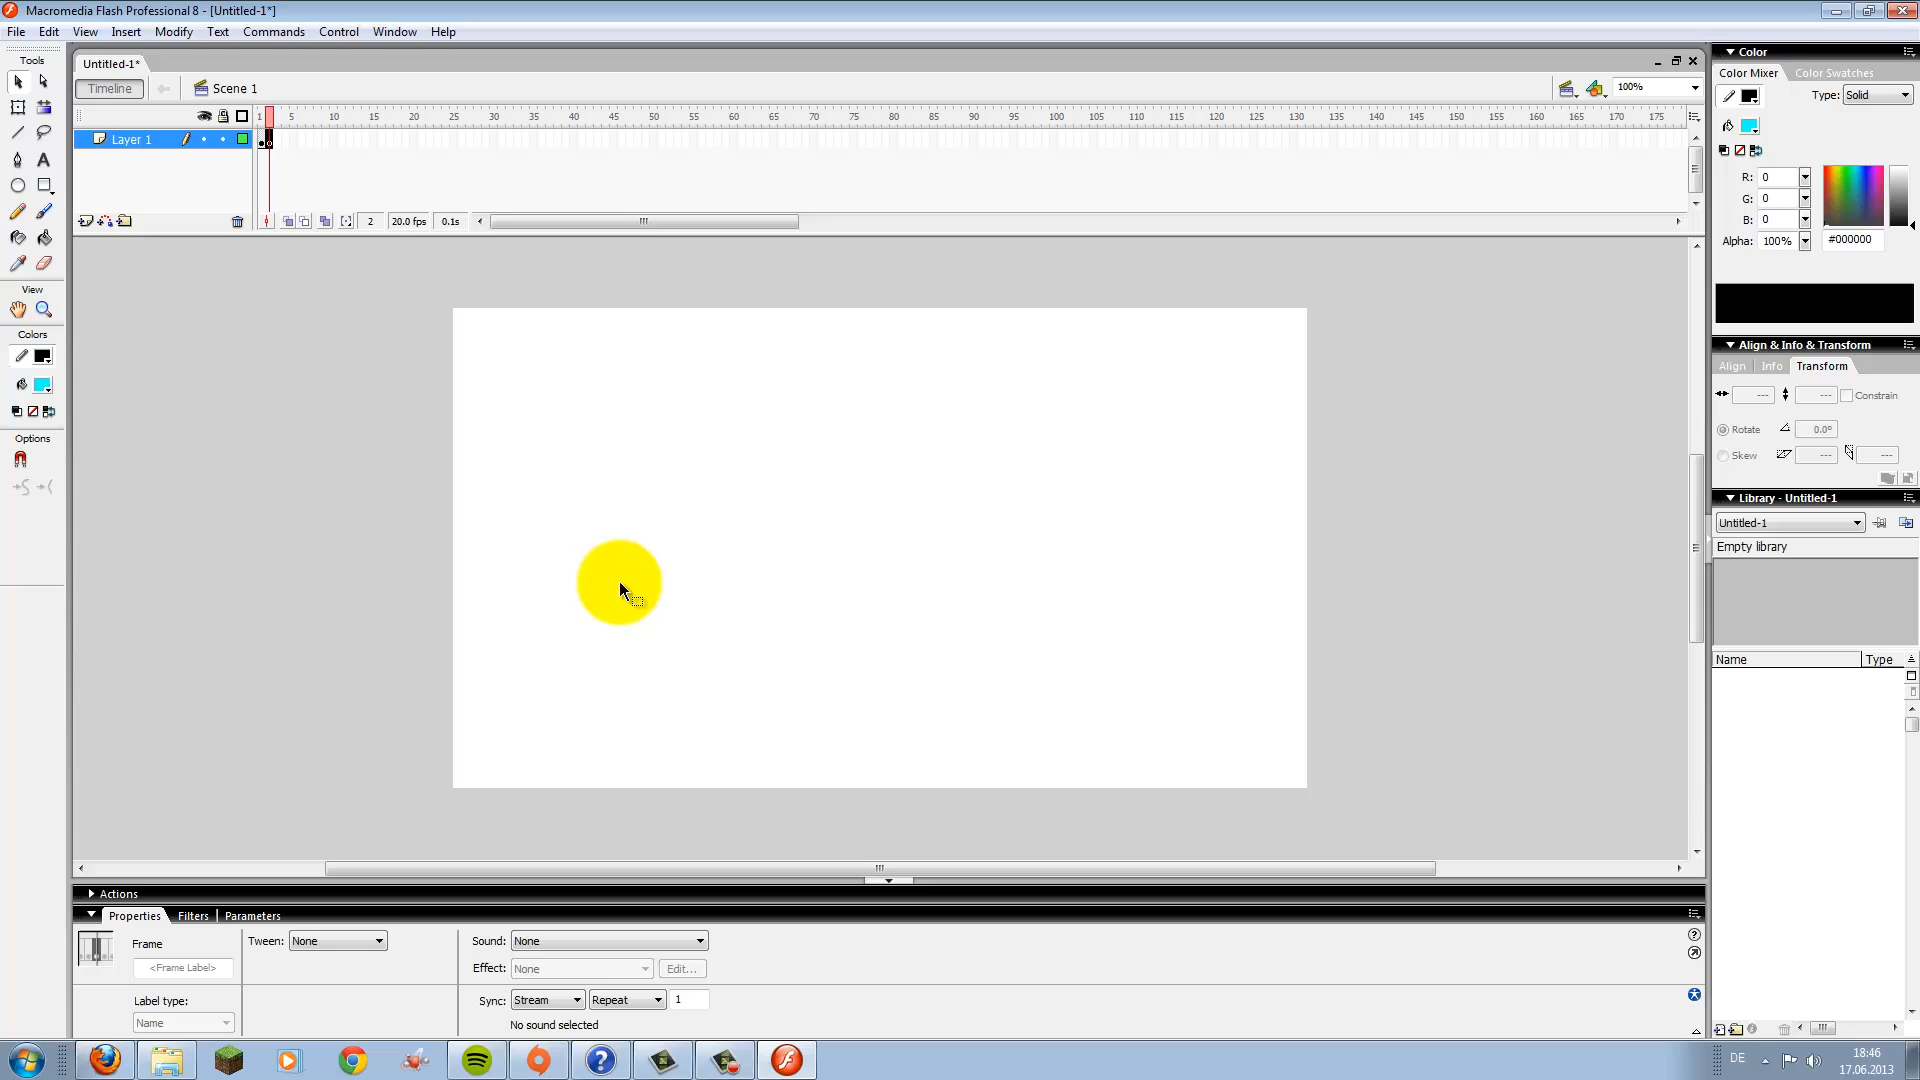 Macromedia Flash Professional 8 - [Untitled-1*]
File Edit View Insert Modify Text Commands Control Window Help
Tools
Untitled-1*
Timeline
Scene 1
100%
1 5 10 15 20 25 30 35 40 45 50 55 60 65 70 75 80 85 90 95 100 105 110 115 120 125 130 135 140 145 150 155 160 165 170 175
Layer 1
2 20.0 fps 0.1s
View
Colors
Options
Color
Color Mixer Color Swatches
Type: Solid
R: 0
G: 0
B: 0
Alpha: 100% #000000
Align & Info & Transform
Align Info Transform
--- --- Constrain
Rotate 0.0°
Skew --- ---
Library - Untitled-1
Untitled-1
Empty library
Name Type
Actions
Properties Filters Parameters
Frame
<Frame Label>
Label type:
Name
Tween: None
Sound: None
Effect: None Edit...
Sync: Stream Repeat 1
No sound selected
DE
18:46
17.06.2013